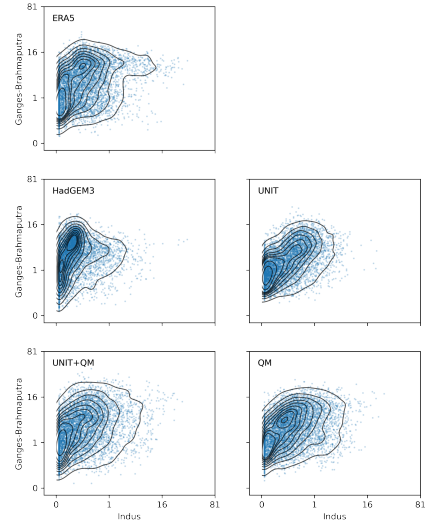 81
ERA5
16
Ganges-Brahmaputra
1
0
81
HadGEM3
UNIT
16
Ganges-Brahmaputra
1
0
81
UNIT+QM
QM
16
Ganges-Brahmaputra
1
0
0 1 16 81 0 1 16 81
Indus Indus